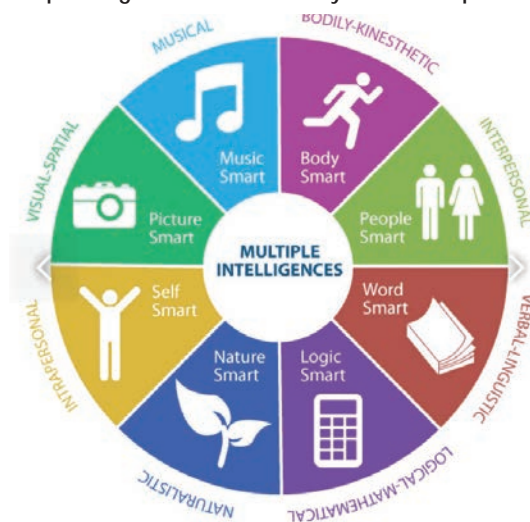 MUSICAL
BODILY-KINESTHETIC
INTERPERSONAL
VERBAL-LINGUISTIC
LOGICAL-MATHEMATICAL
NATURALISTIC
INTRAPERSONAL
VISUAL-SPATIAL
Music
Smart
Body
Smart
People
Smart
Word
Smart
Logic
Smart
Nature
Smart
Self
Smart
Picture
Smart
MULTIPLE
INTELLIGENCES